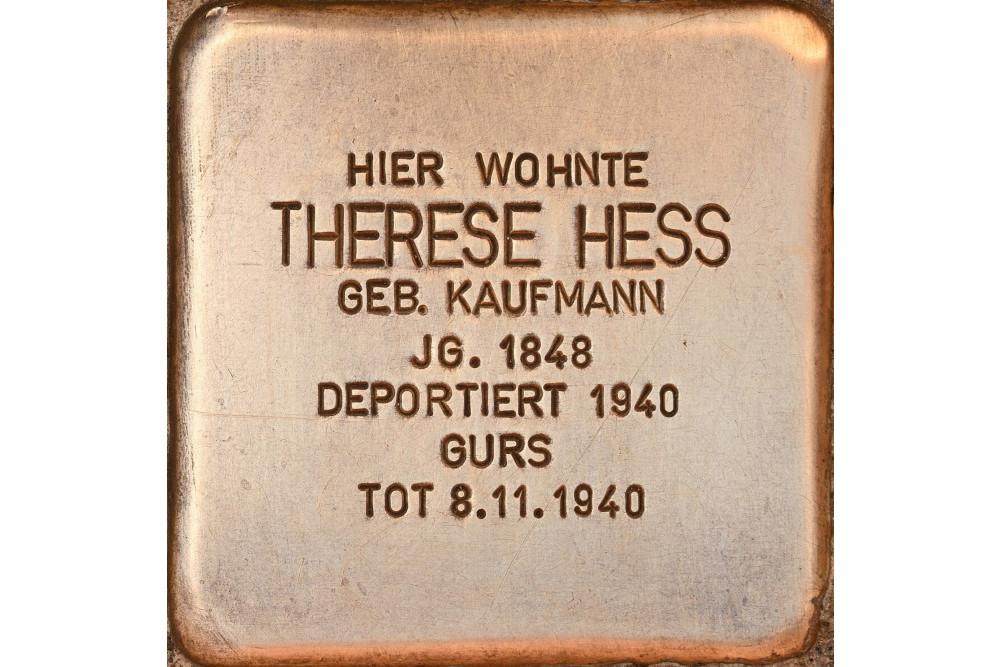 HIER WOHNTE
THERESE HESS
GEB. KAUFMANN
JG. 1848
DEPORTIERT 1940
GURS
TOT 8.11.1940